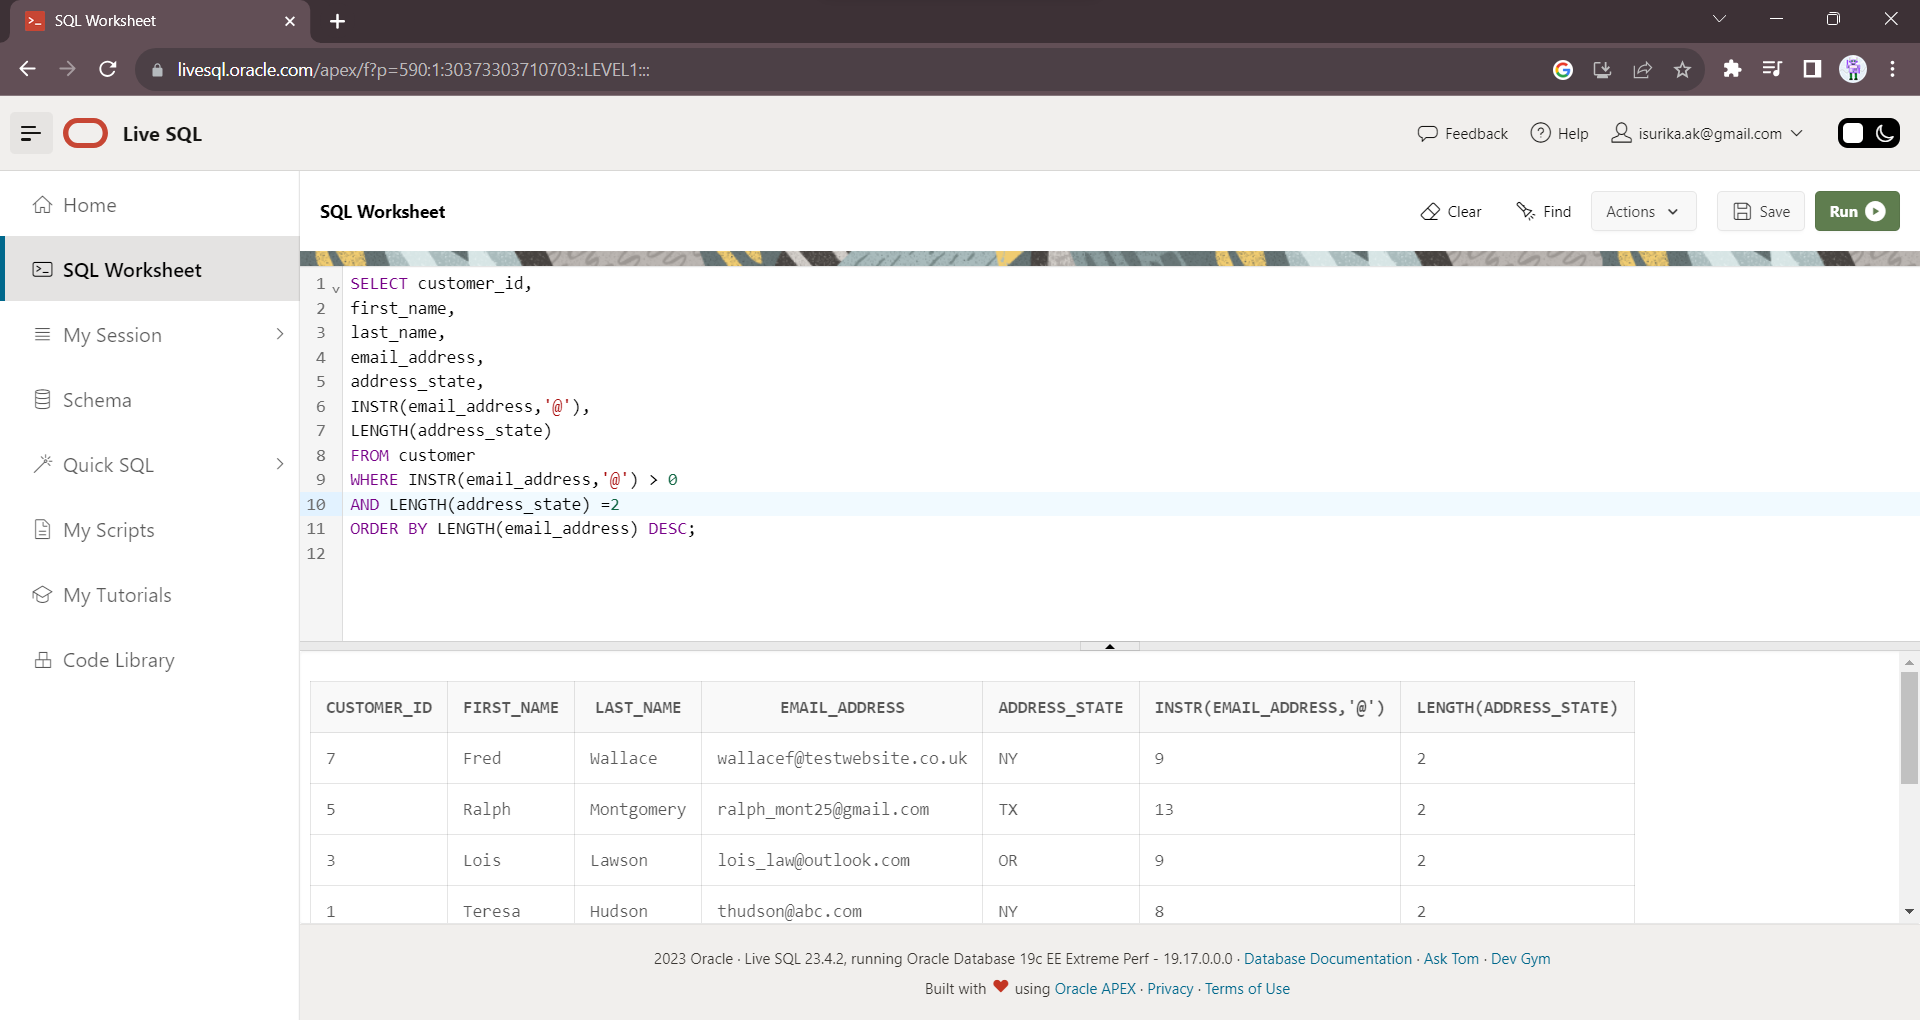 SQL Worksheet
livesql.oracle.com/apex/f?p=590:1:30373303710703::LEVEL1:::
Live SQL
Feedback
Help
isurika.ak@gmail.com
Home
SQL Worksheet
My Session
Schema
Quick SQL
My Scripts
My Tutorials
Code Library
SQL Worksheet
Clear
Find
Actions
Save
Run
1 SELECT customer_id,
2 first_name,
3 last_name,
4 email_address,
5 address_state,
6 INSTR(email_address,'@'),
7 LENGTH(address_state)
8 FROM customer
9 WHERE INSTR(email_address,'@') > 0
10 AND LENGTH(address_state) =2
11 ORDER BY LENGTH(email_address) DESC;
12
CUSTOMER_ID FIRST_NAME LAST_NAME EMAIL_ADDRESS ADDRESS_STATE INSTR(EMAIL_ADDRESS,'@') LENGTH(ADDRESS_STATE)
7 Fred Wallace wallacef@testwebsite.co.uk NY 9 2
5 Ralph Montgomery ralph_mont25@gmail.com TX 13 2
3 Lois Lawson lois_law@outlook.com OR 9 2
1 Teresa Hudson thudson@abc.com NY 8 2
2023 Oracle · Live SQL 23.4.2, running Oracle Database 19c EE Extreme Perf - 19.17.0.0.0 · Database Documentation · Ask Tom · Dev Gym
Built with ❤ using Oracle APEX · Privacy · Terms of Use